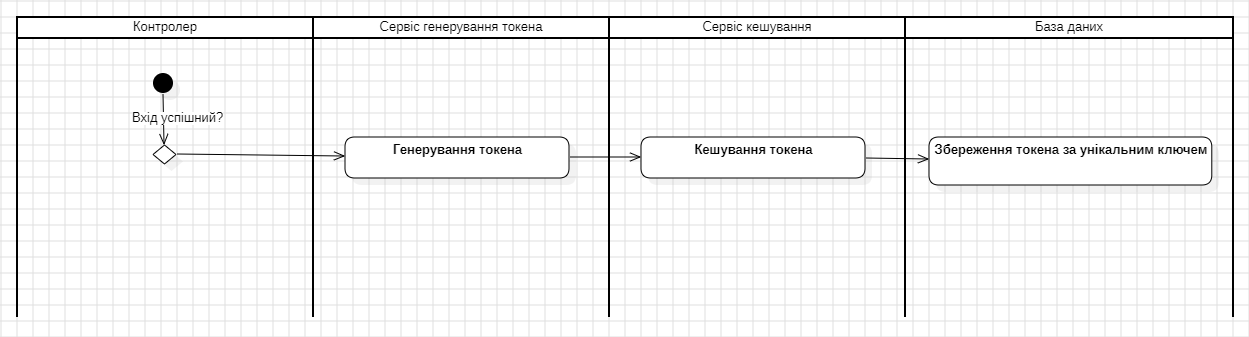 Контролер
Сервіс генерування токена
Сервіс кешування
База даних
Вхід успішний?
Генерування токена
Кешування токена
Збереження токена за унікальним ключем